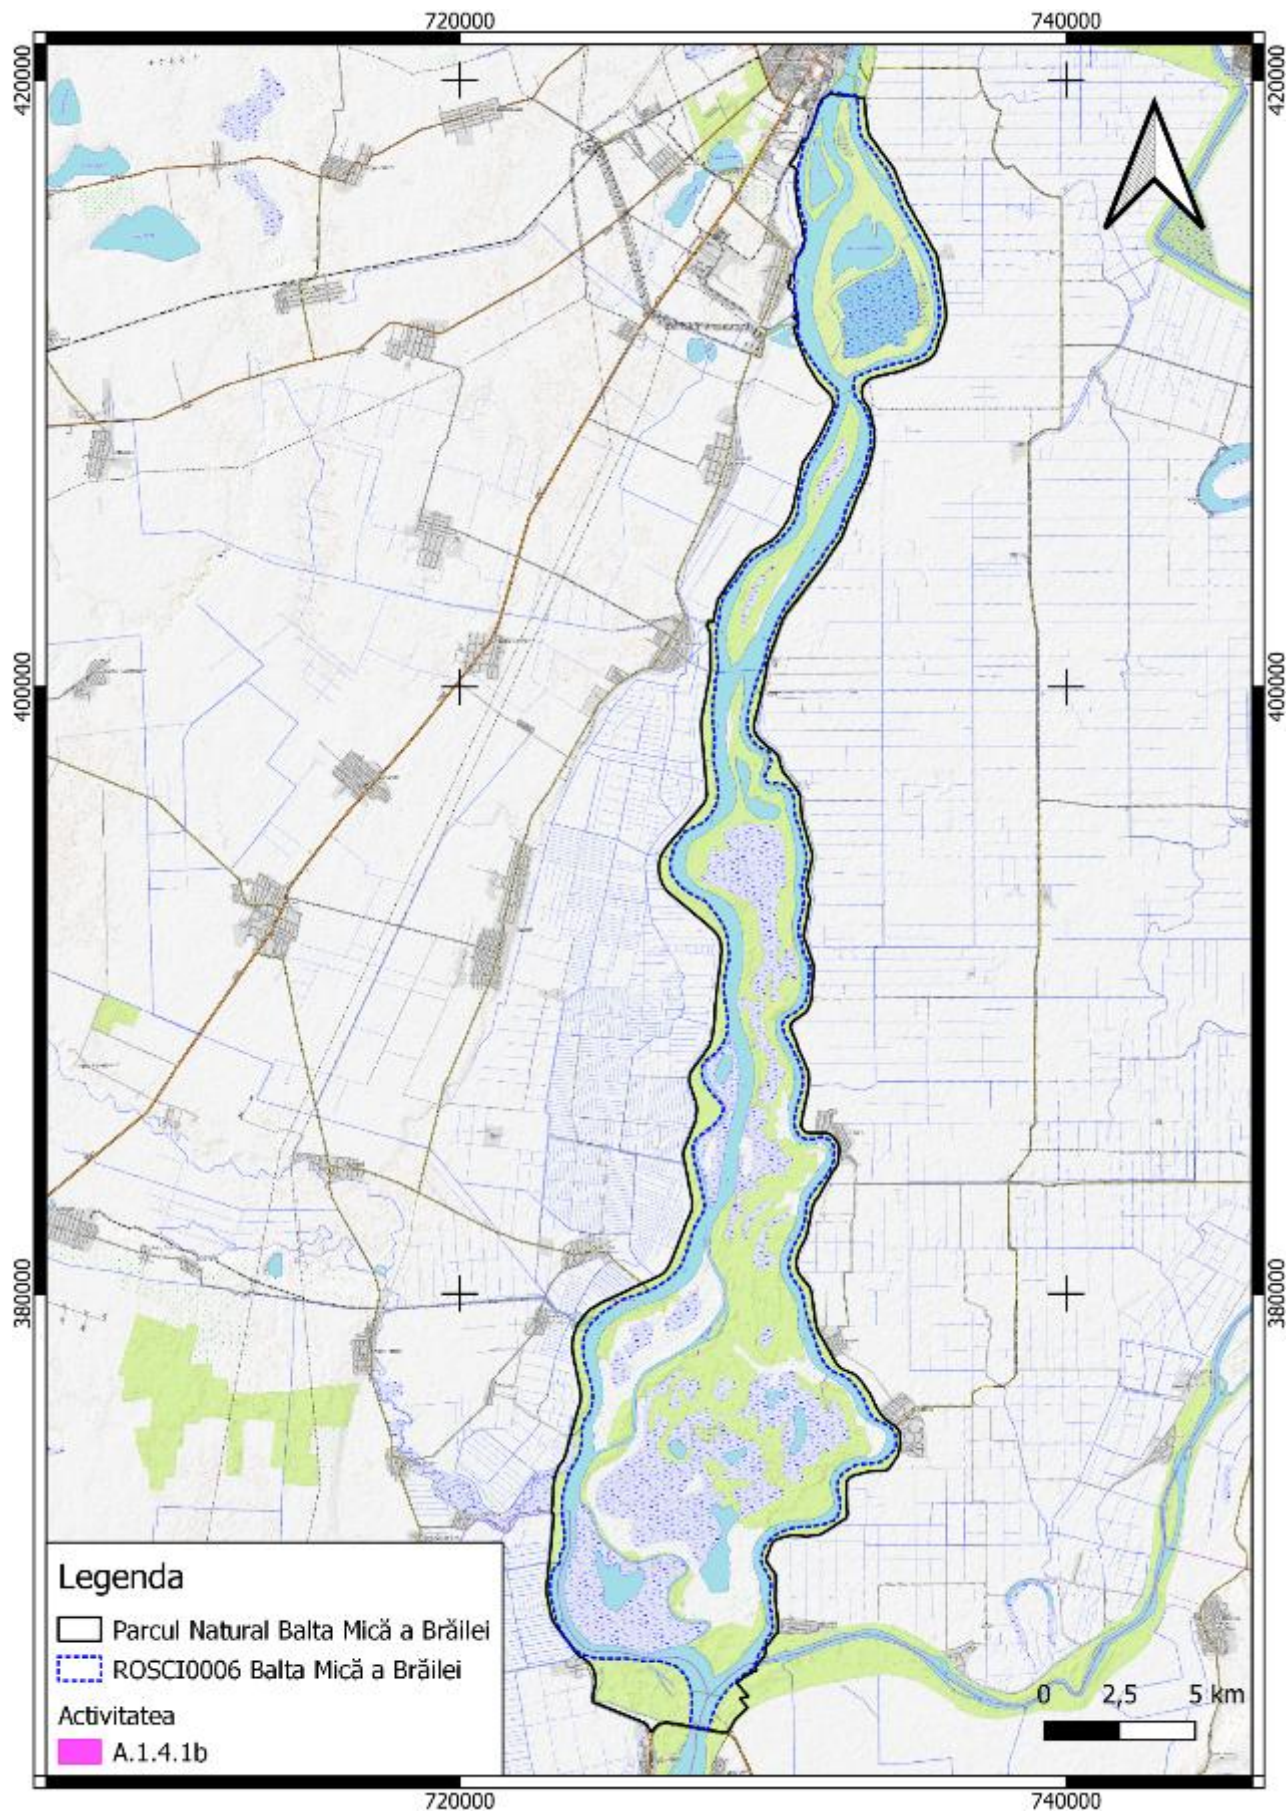 720000
740000
420000
420000
400000
400000
380000
380000
Legenda
Parcul Natural Balta Mică a Brăilei
ROSCI0006 Balta Mică a Brăilei
Activitatea
A.1.4.1b
0 2,5 5 km
720000
740000